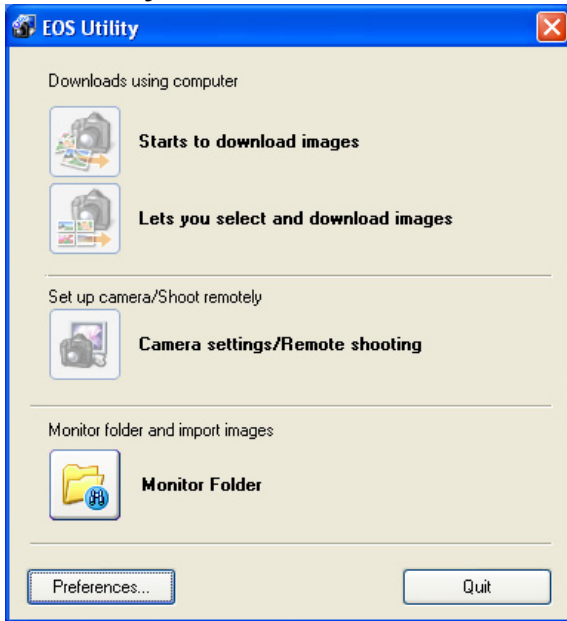 EOS Utility
Downloads using computer
Starts to download images
Lets you select and download images
Set up camera/Shoot remotely
Camera settings/Remote shooting
Monitor folder and import images
Monitor Folder
Preferences...
Quit